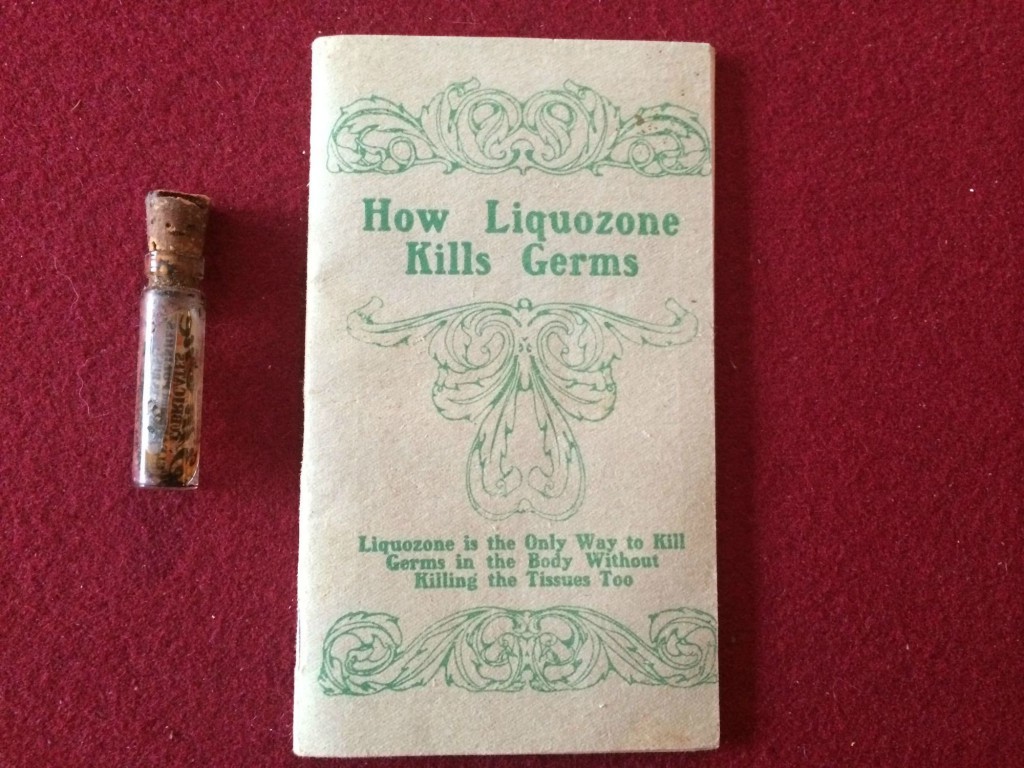 How Liquozone
Kills Germs
Liquozone is the Only Way to Kill
Germs in the Body Without
Killing the Tissues Too